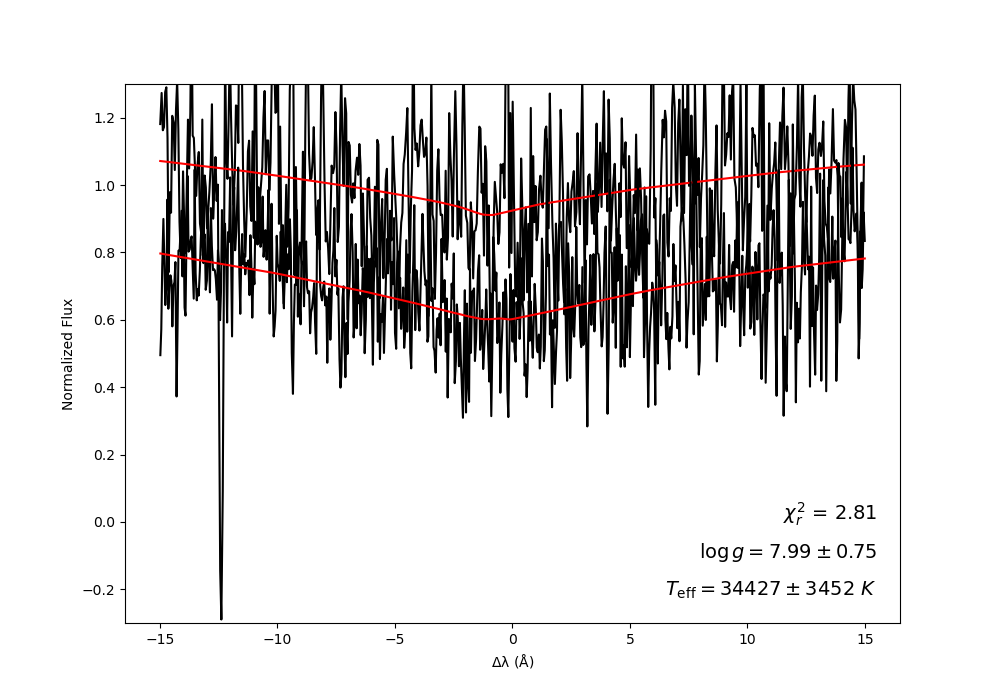 1.2
1.0
0.8
0.6
0.4
0.2
0.0
−0.2
Normalized Flux
χ²ᵣ = 2.81
log g = 7.99 ± 0.75
T_eff = 34427 ± 3452 K
−15 −10 −5 0 5 10 15
Δλ (Å)